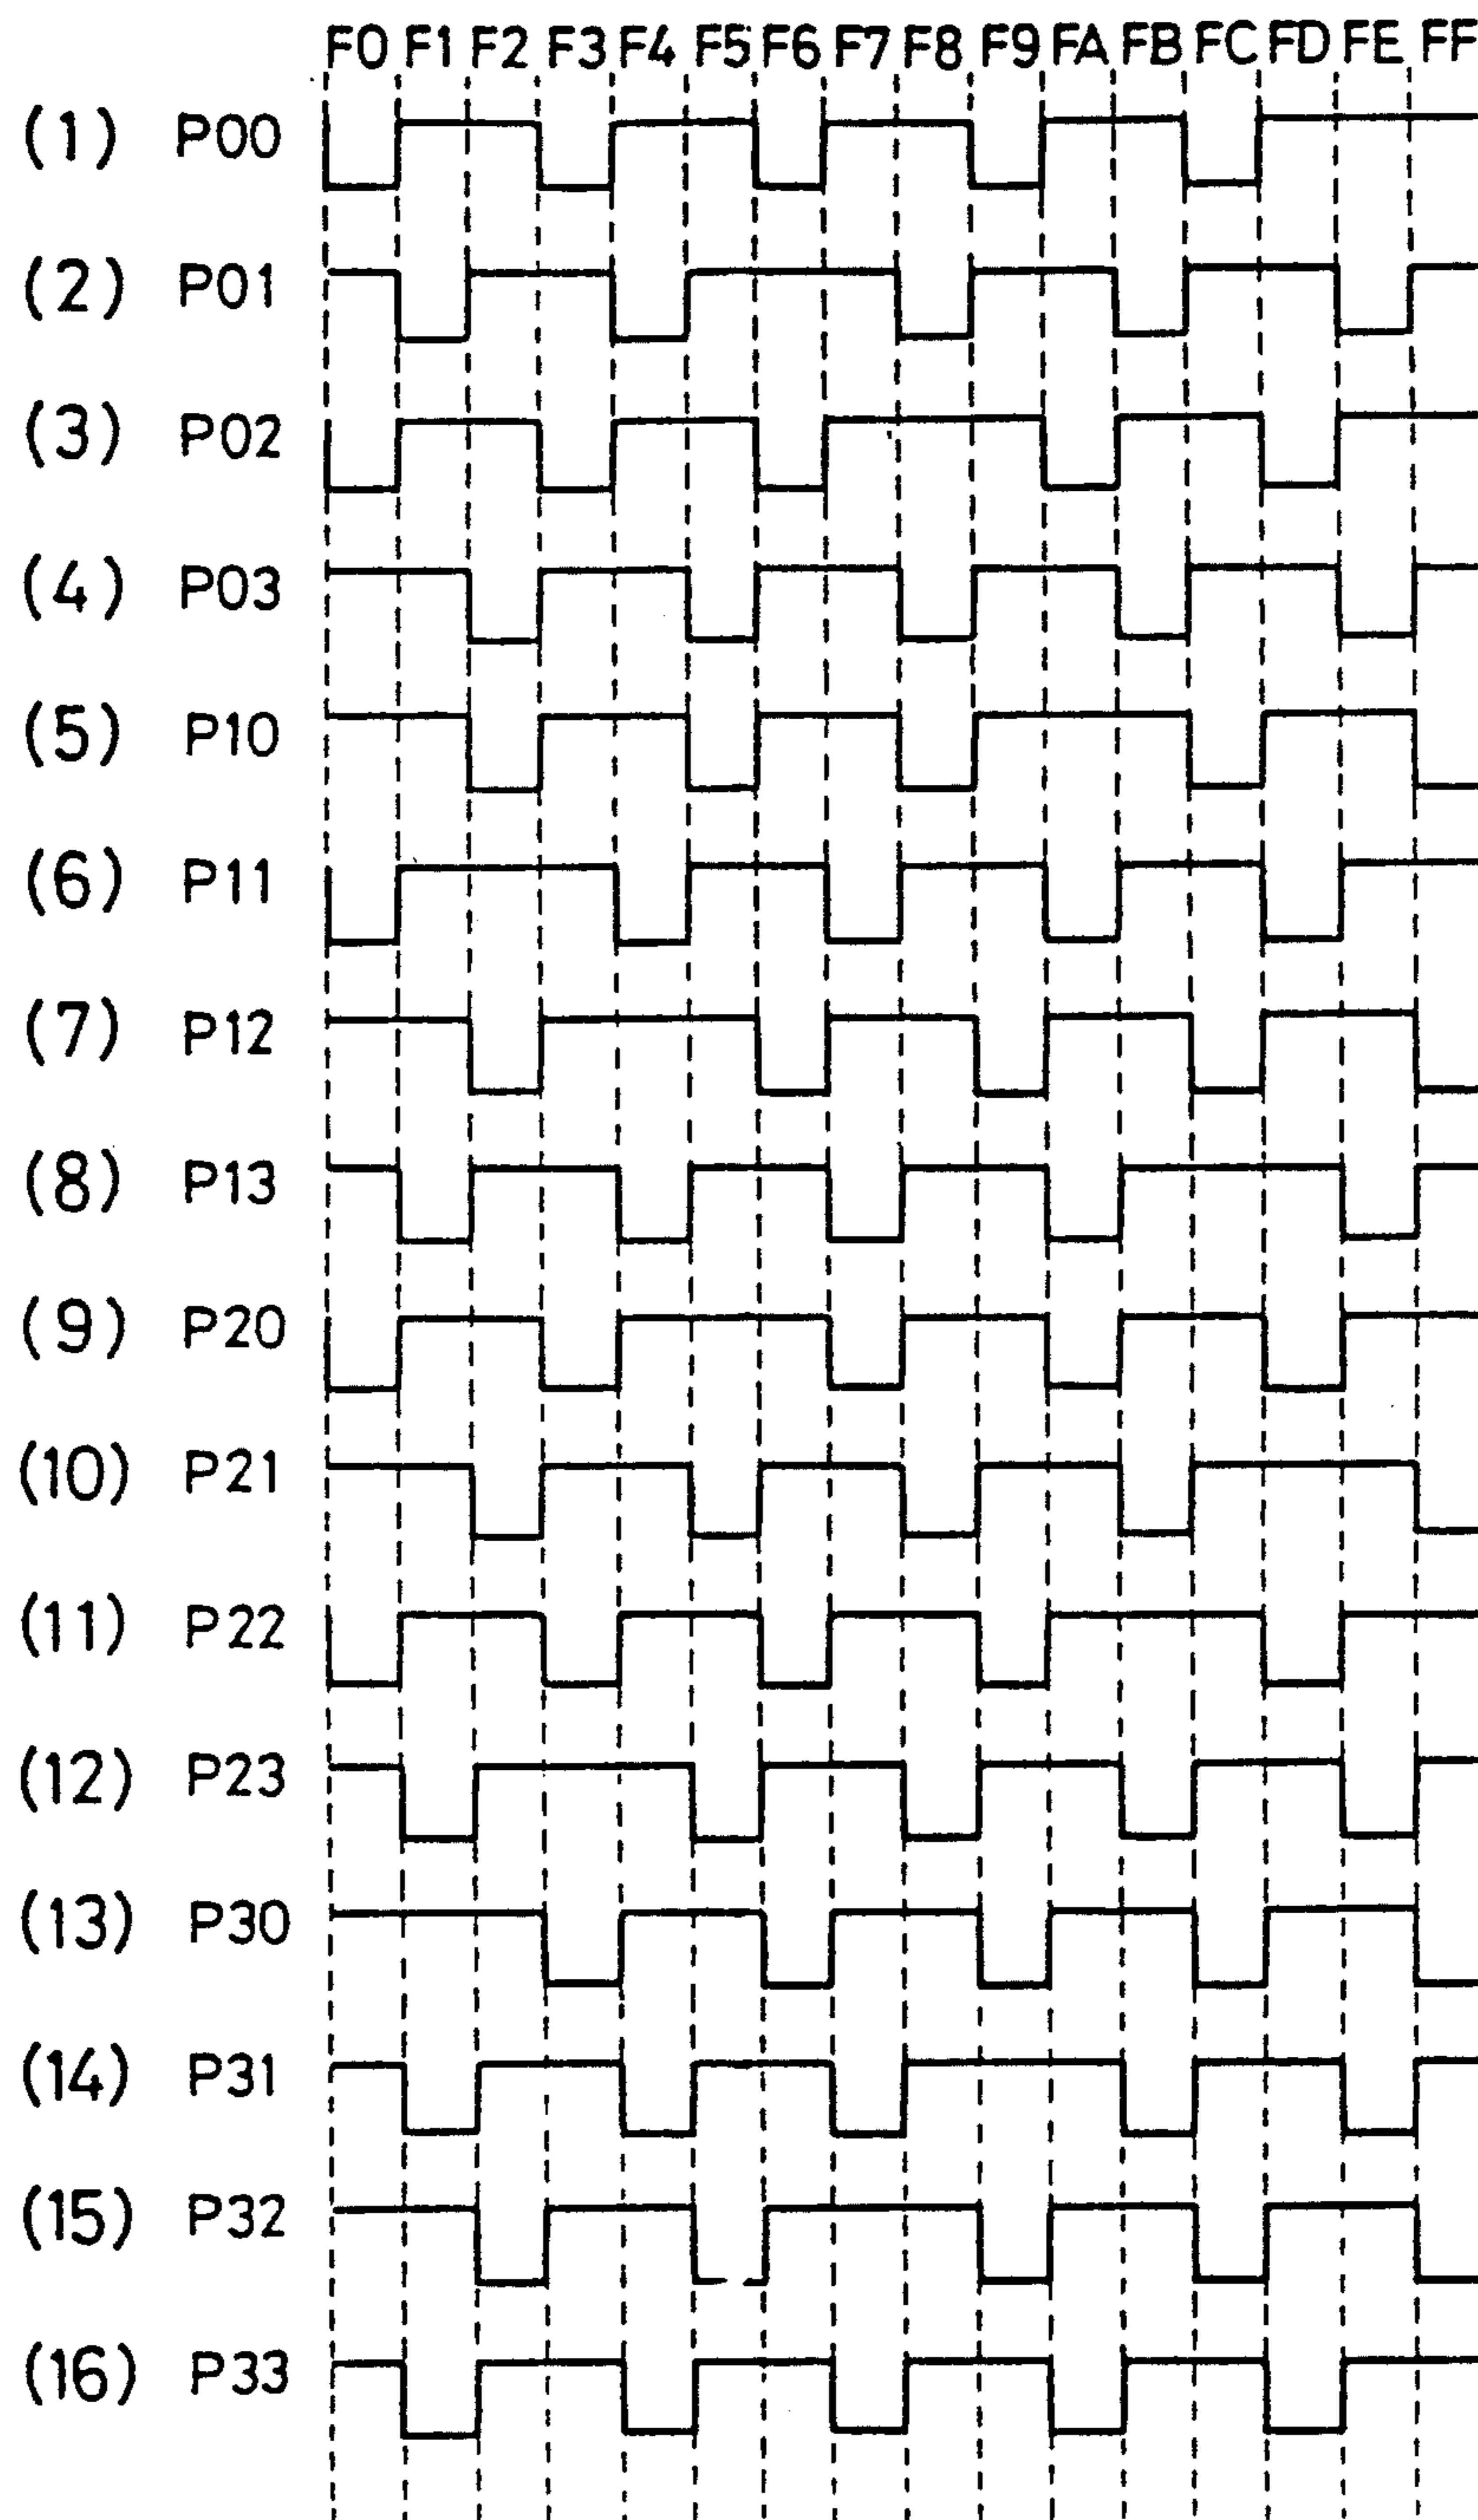 F0 F1 F2 F3 F4 F5 F6 F7 F8 F9 FA FB FC FD FE FF
(1) P00
(2) P01
(3) P02
(4) P03
(5) P10
(6) P11
(7) P12
(8) P13
(9) P20
(10) P21
(11) P22
(12) P23
(13) P30
(14) P31
(15) P32
(16) P33